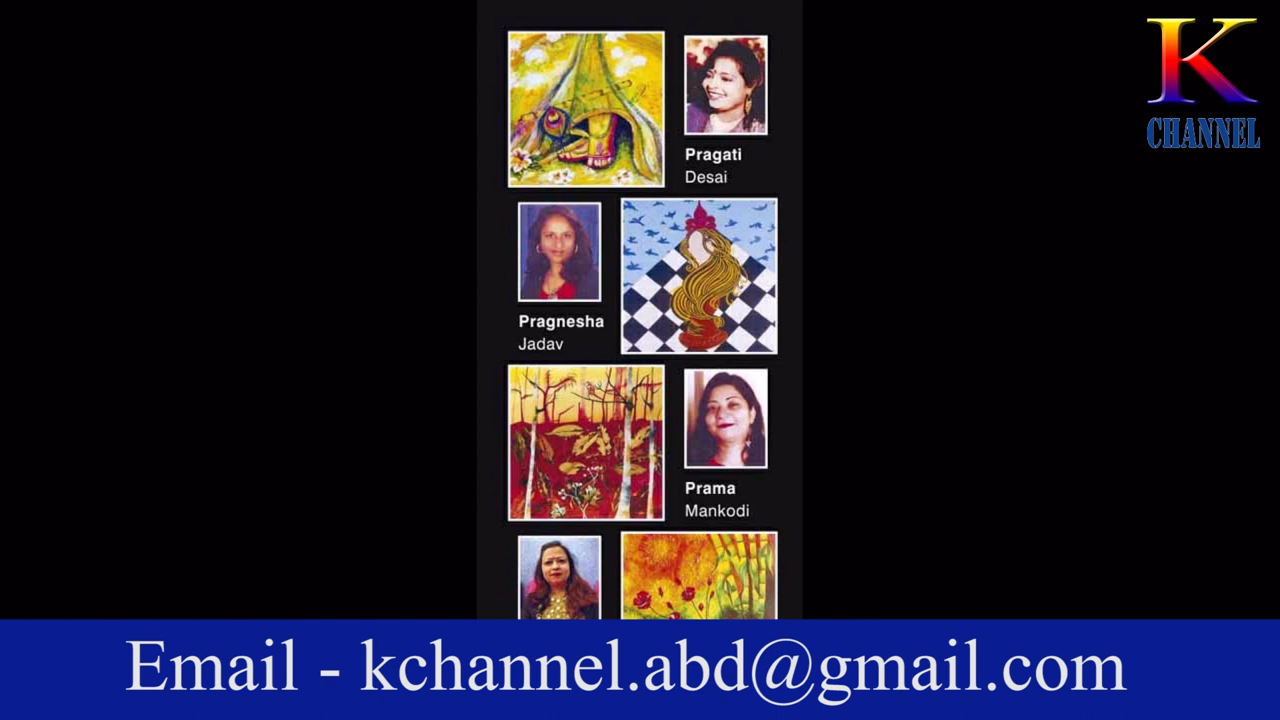 K
CHANNEL
Pragati
Desai
Pragnesha
Jadav
Prama
Mankodi
Email - kchannel.abd@gmail.com